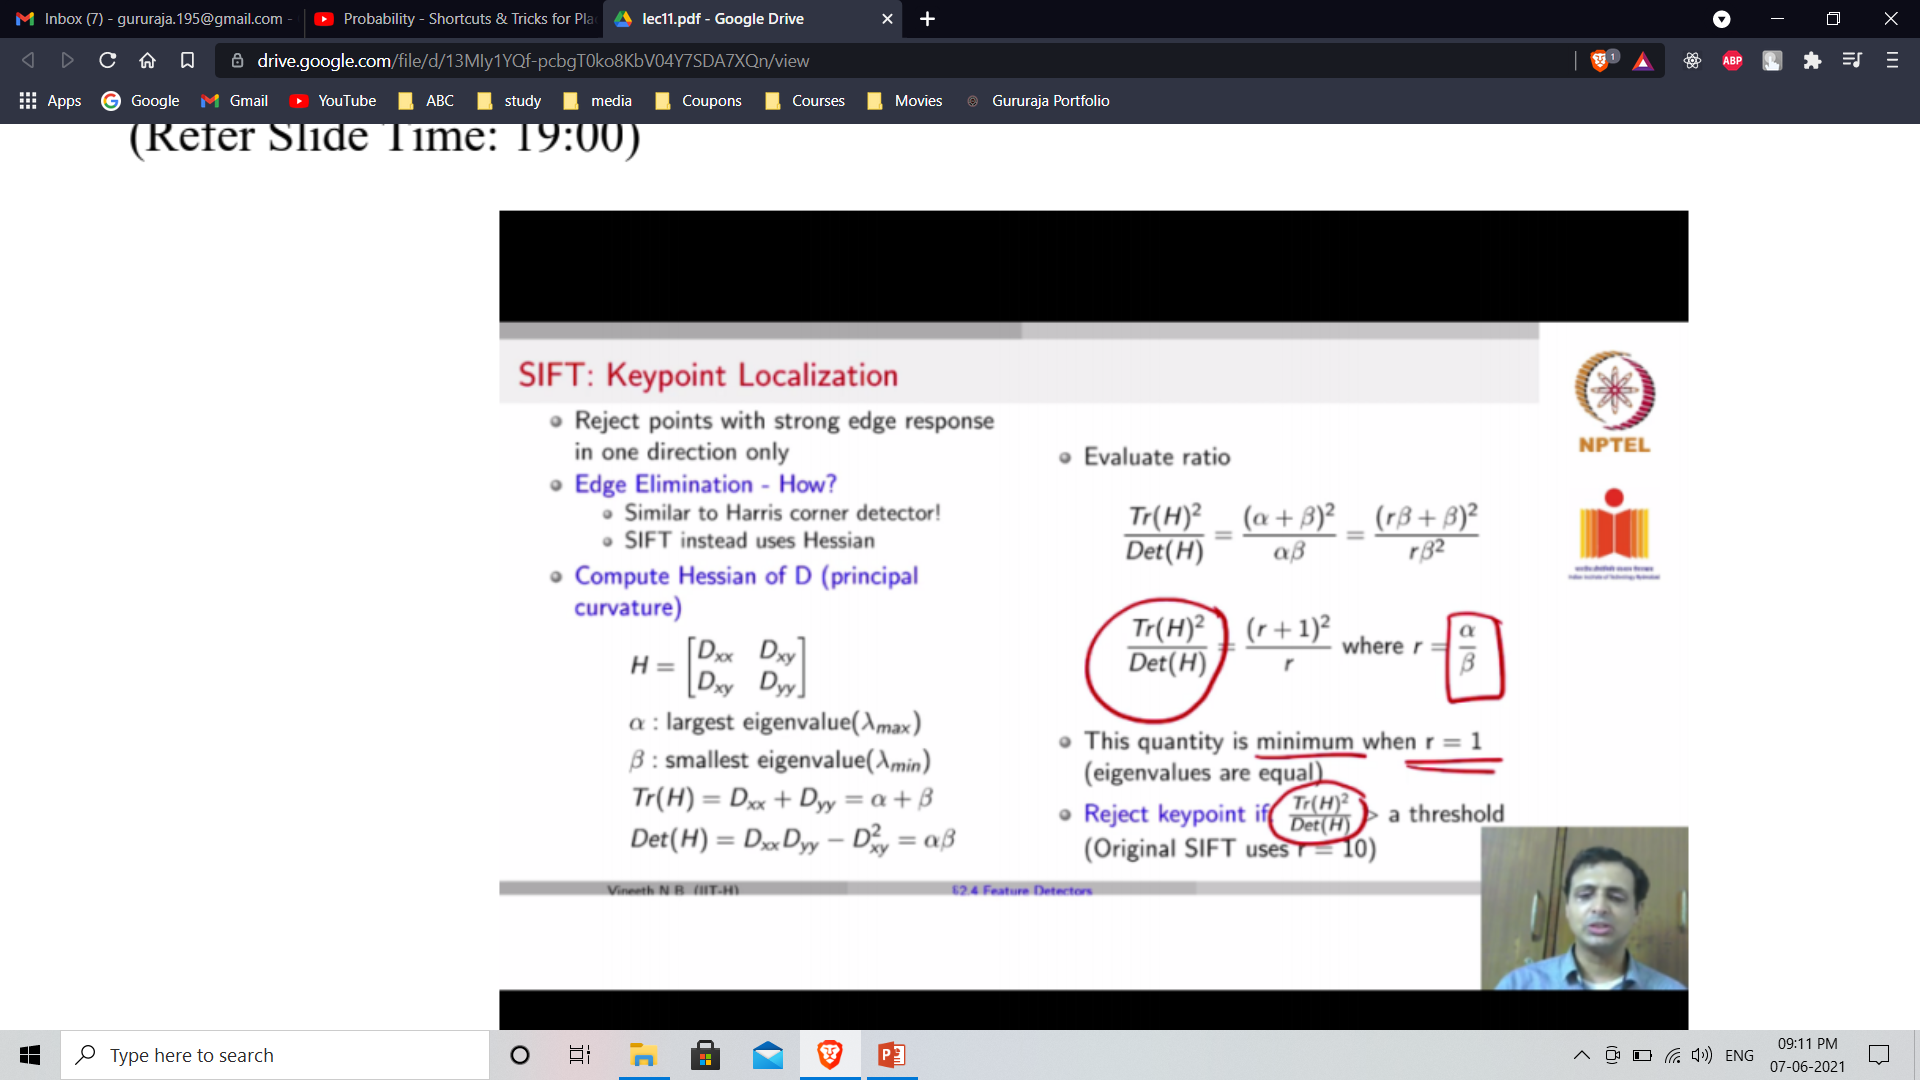 Inbox (7) - gururaja.195@gmail.com -
Probability - Shortcuts & Tricks for Pla
lec11.pdf - Google Drive
drive.google.com/file/d/13Mly1YQf-pcbgT0ko8KbV04Y7SDA7XQn/view
1
ABP
Apps
Google
Gmail
YouTube
ABC
study
media
Coupons
Courses
Movies
Gururaja Portfolio
(Refer Slide Time: 19:00)
SIFT: Keypoint Localization
Reject points with strong edge response
in one direction only
Edge Elimination - How?
Similar to Harris corner detector!
SIFT instead uses Hessian
Compute Hessian of D (principal
curvature)
H = [Dxx Dxy
Dxy Dyy]
α : largest eigenvalue(λmax)
β : smallest eigenvalue(λmin)
Tr(H) = Dxx + Dyy = α + β
Det(H) = DxxDyy − D²xy = αβ
Evaluate ratio
Tr(H)²/Det(H) = (α + β)²/αβ = (rβ + β)²/rβ²
Tr(H)²/Det(H) = (r + 1)²/r where r = α/β
This quantity is minimum when r = 1
(eigenvalues are equal)
Reject keypoint if Tr(H)²/Det(H) > a threshold
(Original SIFT uses r = 10)
NPTEL
Vineeth N B (IIT-H)
§2.4 Feature Detectors
Type here to search
ENG
09:11 PM
07-06-2021